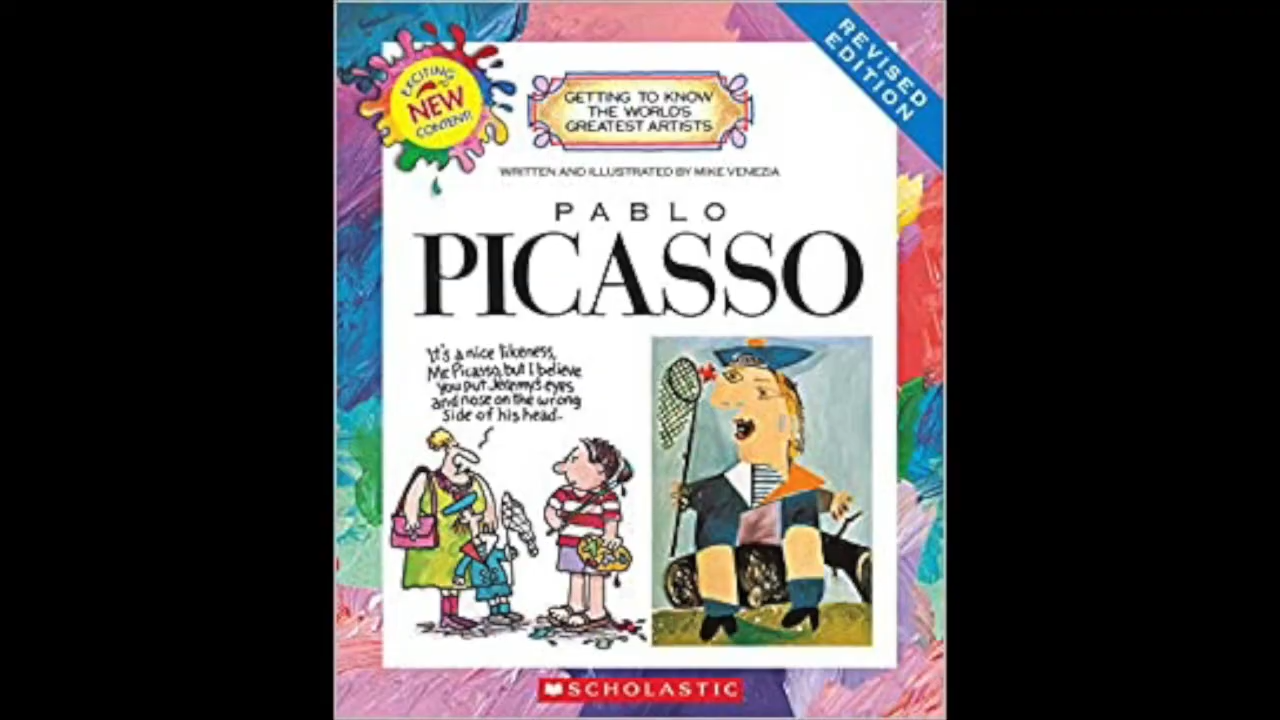 EXCITING
NEW
CONTENT!
REVISED
EDITION
GETTING TO KNOW
THE WORLD'S
GREATEST ARTISTS
WRITTEN AND ILLUSTRATED BY MIKE VENEZIA
PABLO
PICASSO
It's a nice likeness,
Mr. Picasso, but I believe
you put Jeremy's eyes
and nose on the wrong
side of his head.
SCHOLASTIC